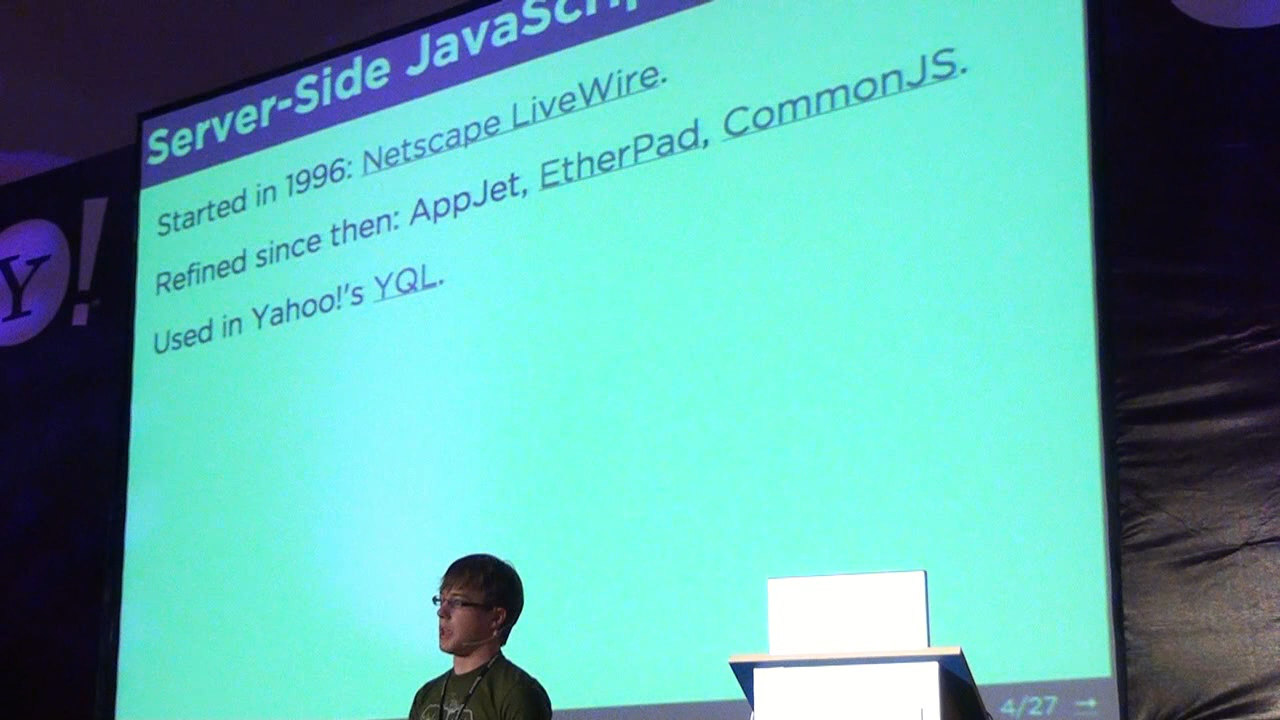 Server-Side JavaScrip
Started in 1996: Netscape LiveWire.
Refined since then: AppJet, EtherPad, CommonJS.
Used in Yahoo!'s YQL.
Y!
4/27 →